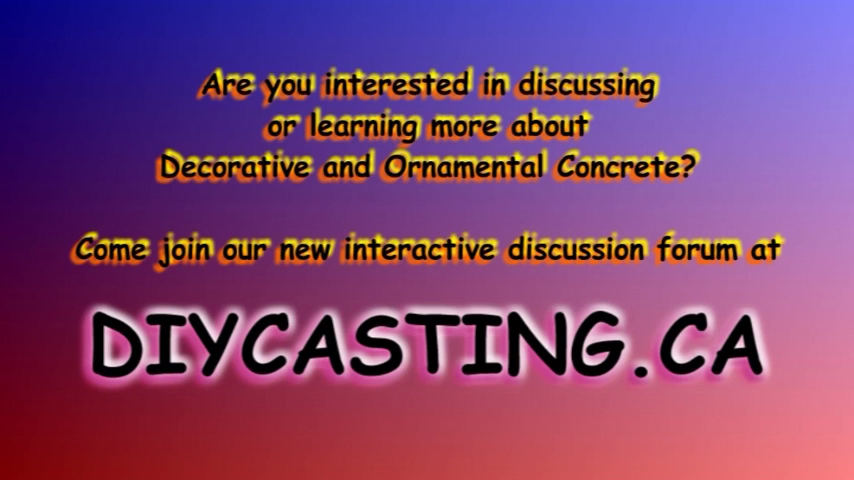 Are you interested in discussing
or learning more about
Decorative and Ornamental Concrete?
Come join our new interactive discussion forum at
DIYCASTING.CA